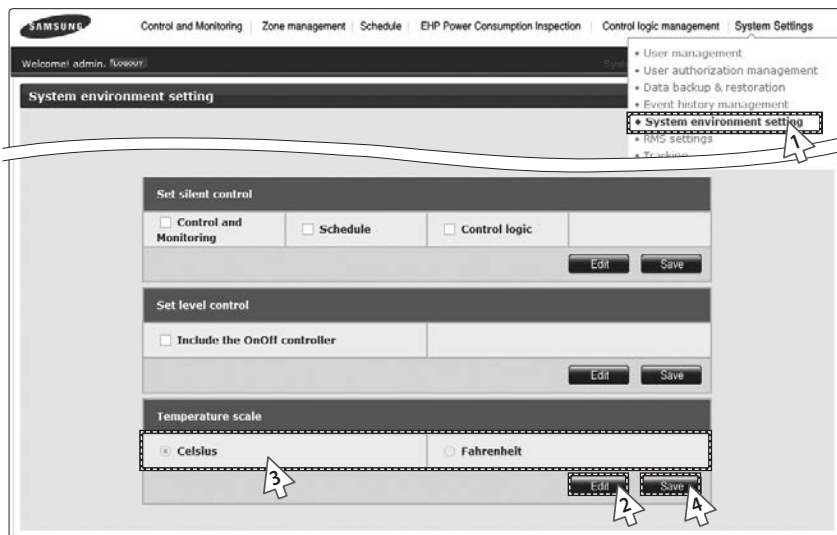 SAMSUNG
Control and Monitoring Zone management Schedule EHP Power Consumption Inspection Control logic management System Settings
Welcome! admin. LOGOUT
• User management
• User authorization management
• Data backup & restoration
• Event history management
• System environment setting
• RMS settings
• Tracking
1
System environment setting
Set silent control
Control and Monitoring
Schedule
Control logic
Edit Save
Set level control
Include the OnOff controller
Edit Save
Temperature scale
Celsius Fahrenheit
3
Edit Save
2 4